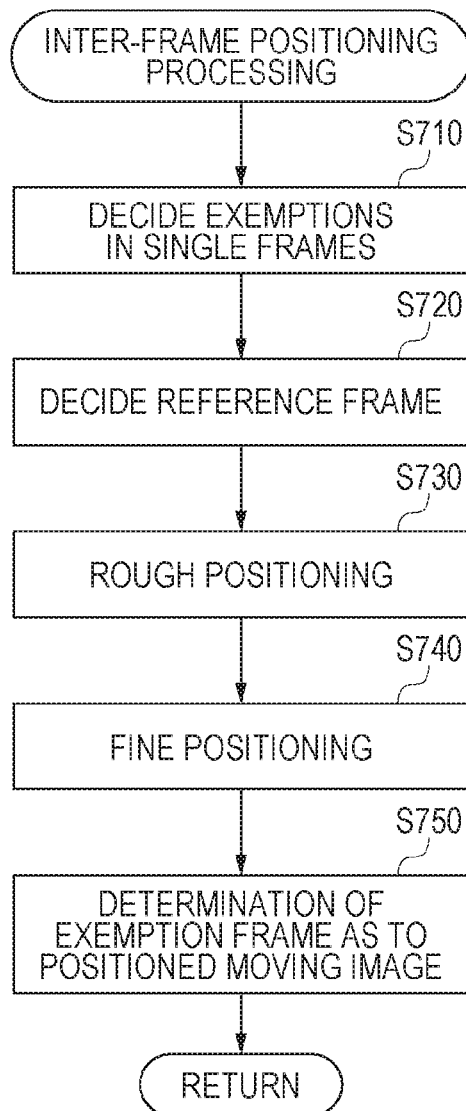 INTER-FRAME POSITIONING
PROCESSING
S710
DECIDE EXEMPTIONS
IN SINGLE FRAMES
S720
DECIDE REFERENCE FRAME
S730
ROUGH POSITIONING
S740
FINE POSITIONING
S750
DETERMINATION OF
EXEMPTION FRAME AS TO
POSITIONED MOVING IMAGE
RETURN